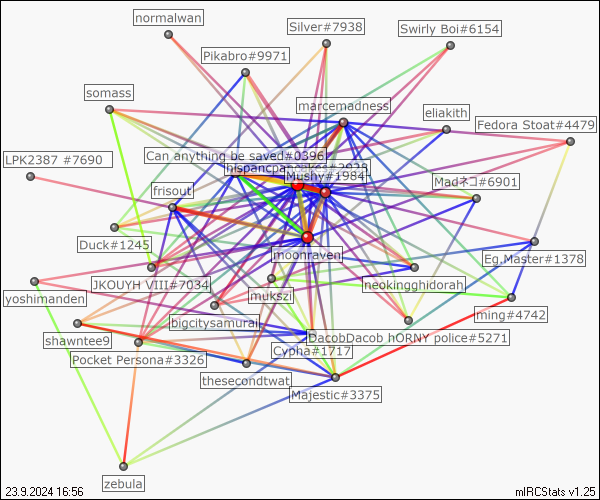 normalwan
Silver#7938
Swirly Boi#6154
Pikabro#9971
somass
marcemadness
eliakith
Fedora Stoat#4479
LPK2387 #7690
Can anything be saved#0396
hispancpancakes#2023
Mushy#1984
frisout
Madネコ#6901
Duck#1245
moonraven
Eg.Master#1378
JKOUYH VIII#7034
mukszi
neokingghidorah
yoshimanden
bigcitysamurai
ming#4742
shawntee9
DacobDacob hORNY police#5271
Pocket Persona#3326
Cypha#1717
thesecondtwat
Majestic#3375
zebula
23.9.2024 16:56
mIRCStats v1.25